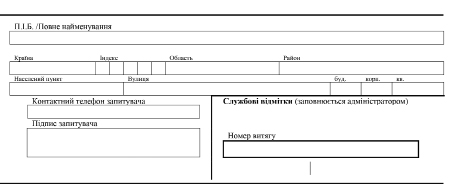 П.І.Б. /Повне найменування
Країна Індекс Область Район
Населений пункт Вулиця буд. корп. кв.
Контактний телефон запитувача
Підпис запитувача
Службові відмітки (заповнюється адміністратором)
Номер витягу